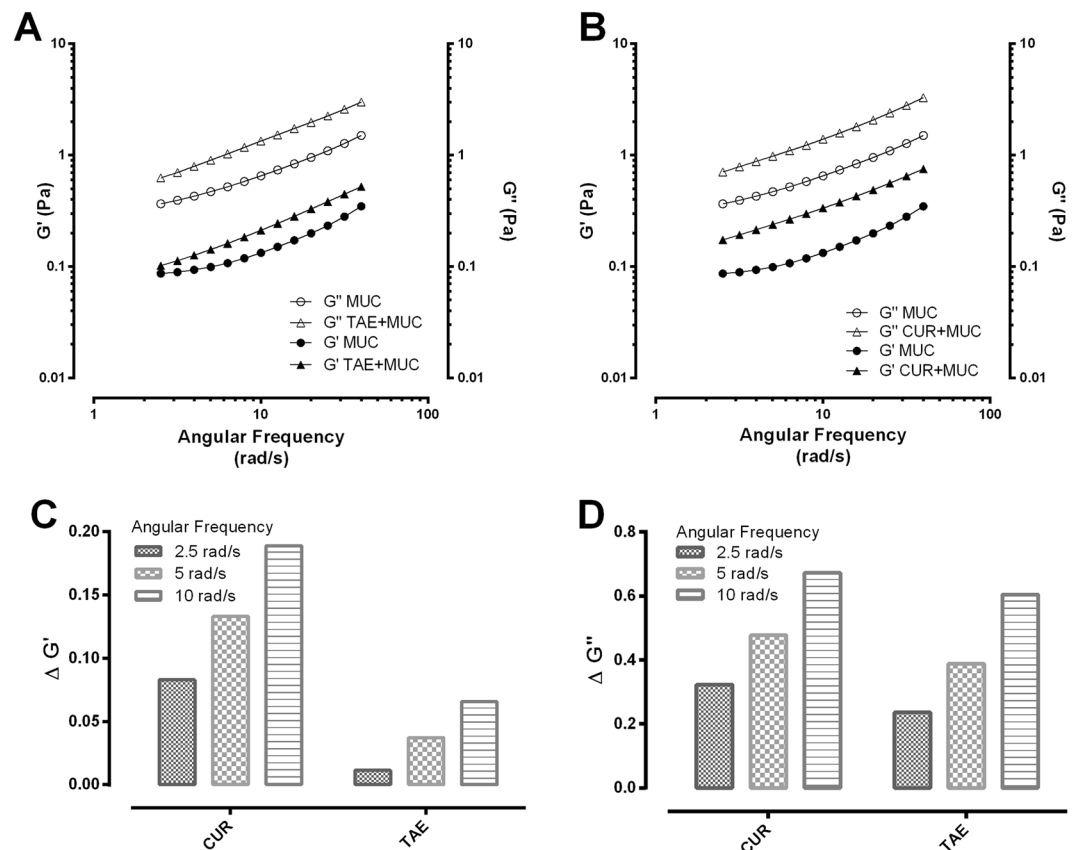 A
10
1
0.1
0.01
G' (Pa)
10
1
0.1
0.01
G'' (Pa)
G'' MUC
G'' TAE+MUC
G' MUC
G' TAE+MUC
1
10
100
Angular Frequency
(rad/s)
B
10
1
0.1
0.01
G' (Pa)
10
1
0.1
0.01
G'' (Pa)
G'' MUC
G'' CUR+MUC
G' MUC
G' CUR+MUC
1
10
100
Angular Frequency
(rad/s)
C
0.20
0.15
0.10
0.05
0.00
Δ G'
Angular Frequency
2.5 rad/s
5 rad/s
10 rad/s
CUR
TAE
D
0.8
0.6
0.4
0.2
0.0
Δ G''
Angular Frequency
2.5 rad/s
5 rad/s
10 rad/s
CUR
TAE